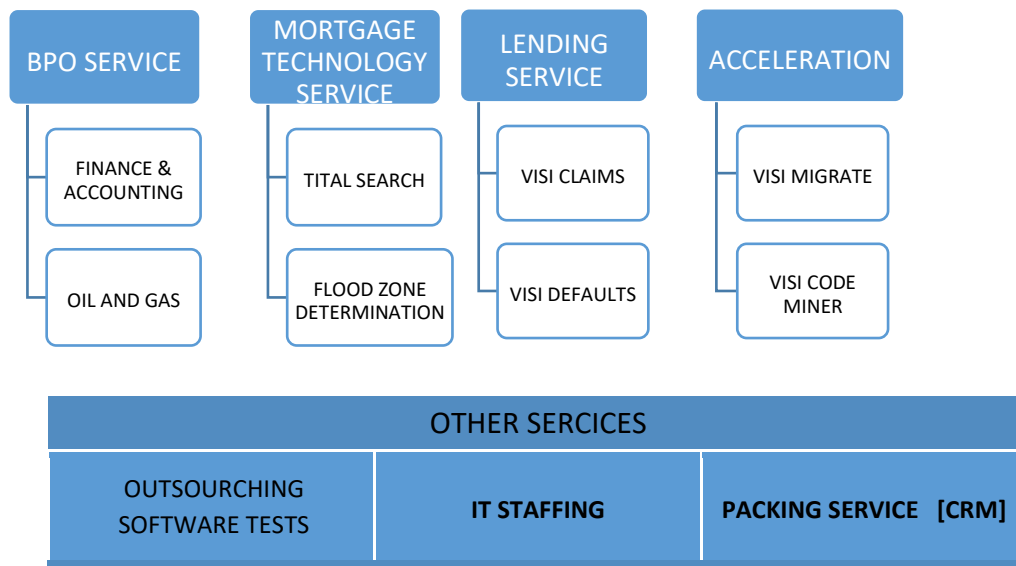 BPO SERVICE
MORTGAGE
TECHNOLOGY
SERVICE
LENDING
SERVICE
ACCELERATION
FINANCE &
ACCOUNTING
TITAL SEARCH
VISI CLAIMS
VISI MIGRATE
OIL AND GAS
FLOOD ZONE
DETERMINATION
VISI DEFAULTS
VISI CODE
MINER
OTHER SERCICES
OUTSOURCHING
SOFTWARE TESTS
IT STAFFING
PACKING SERVICE [CRM]